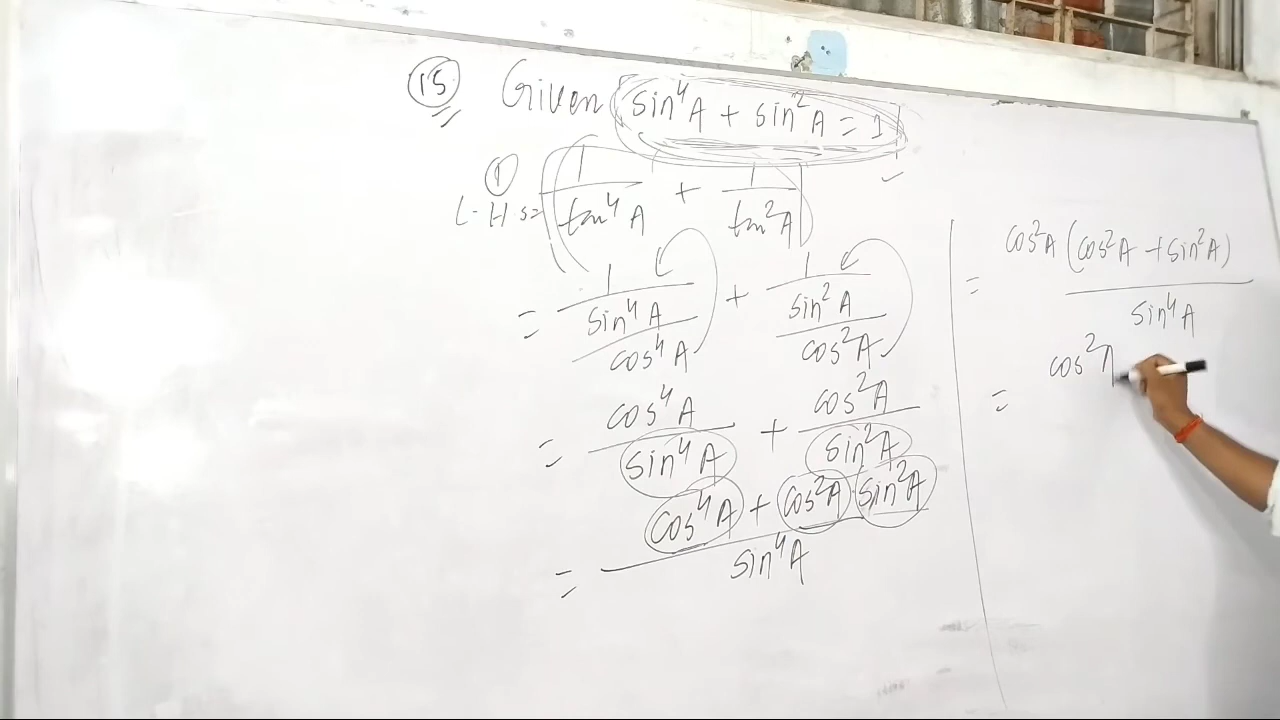 (15) Given sin⁴A + sin²A = 1
(1)
L-H s = 1/tan⁴A + 1/tan²A
= 1/(sin⁴A/cos⁴A) + 1/(sin²A/cos²A)
= cos⁴A/sin⁴A + cos²A/sin²A
= (cos⁴A + cos²A sin²A)/sin⁴A
= cos²A (cos²A + sin²A)/sin⁴A
= cos²A